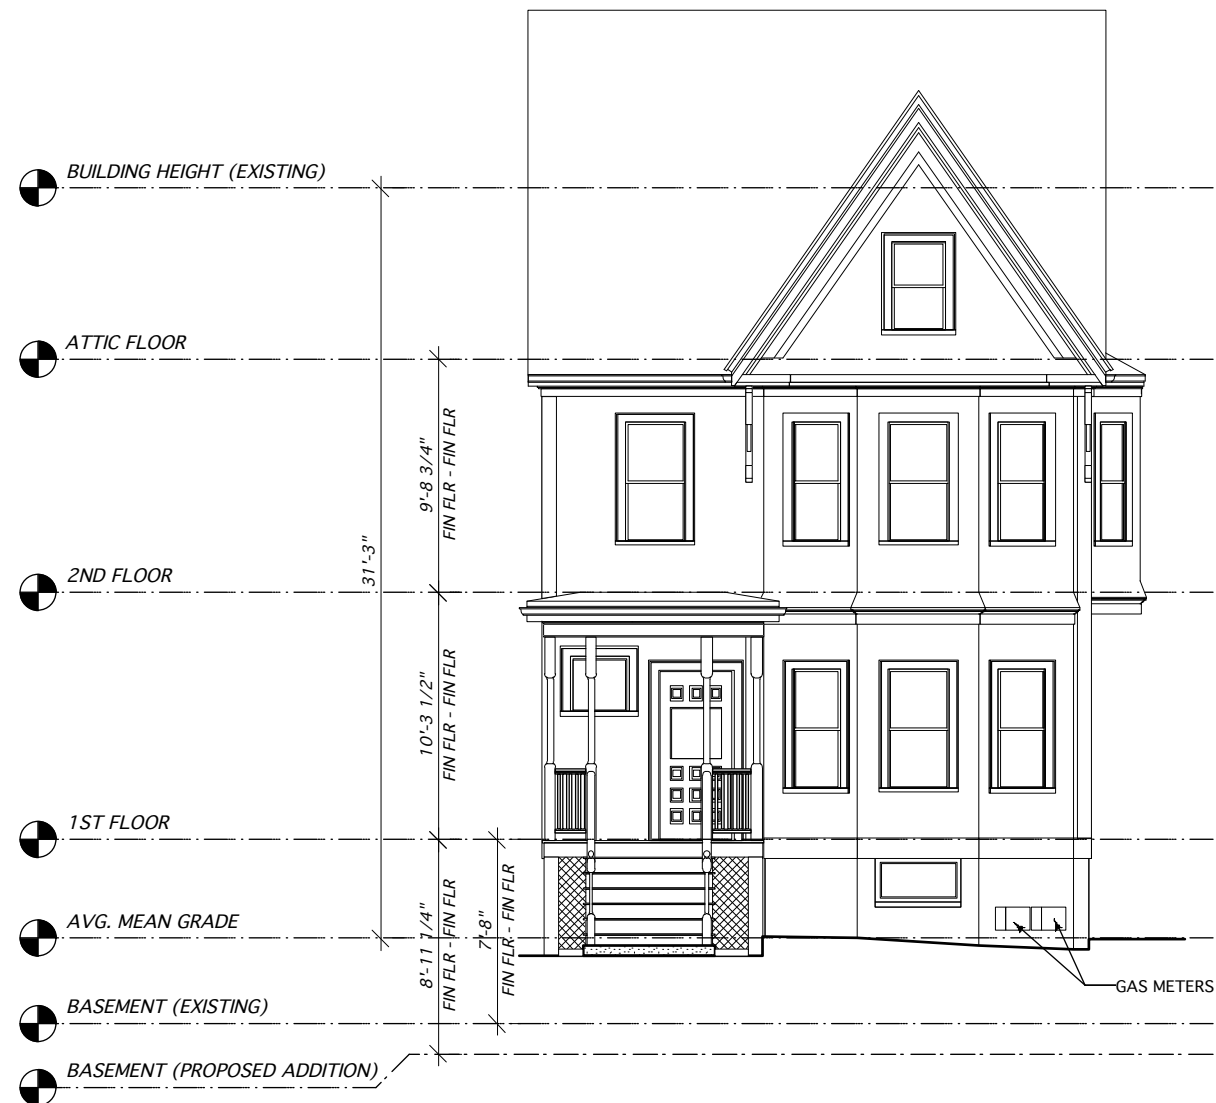 BUILDING HEIGHT (EXISTING)
ATTIC FLOOR
9'-8 3/4"
FIN FLR - FIN FLR
31'-3"
2ND FLOOR
10'-3 1/2"
FIN FLR - FIN FLR
1ST FLOOR
8'-11 1/4"
FIN FLR - FIN FLR
7'-8"
FIN FLR - FIN FLR
AVG. MEAN GRADE
GAS METERS
BASEMENT (EXISTING)
BASEMENT (PROPOSED ADDITION)